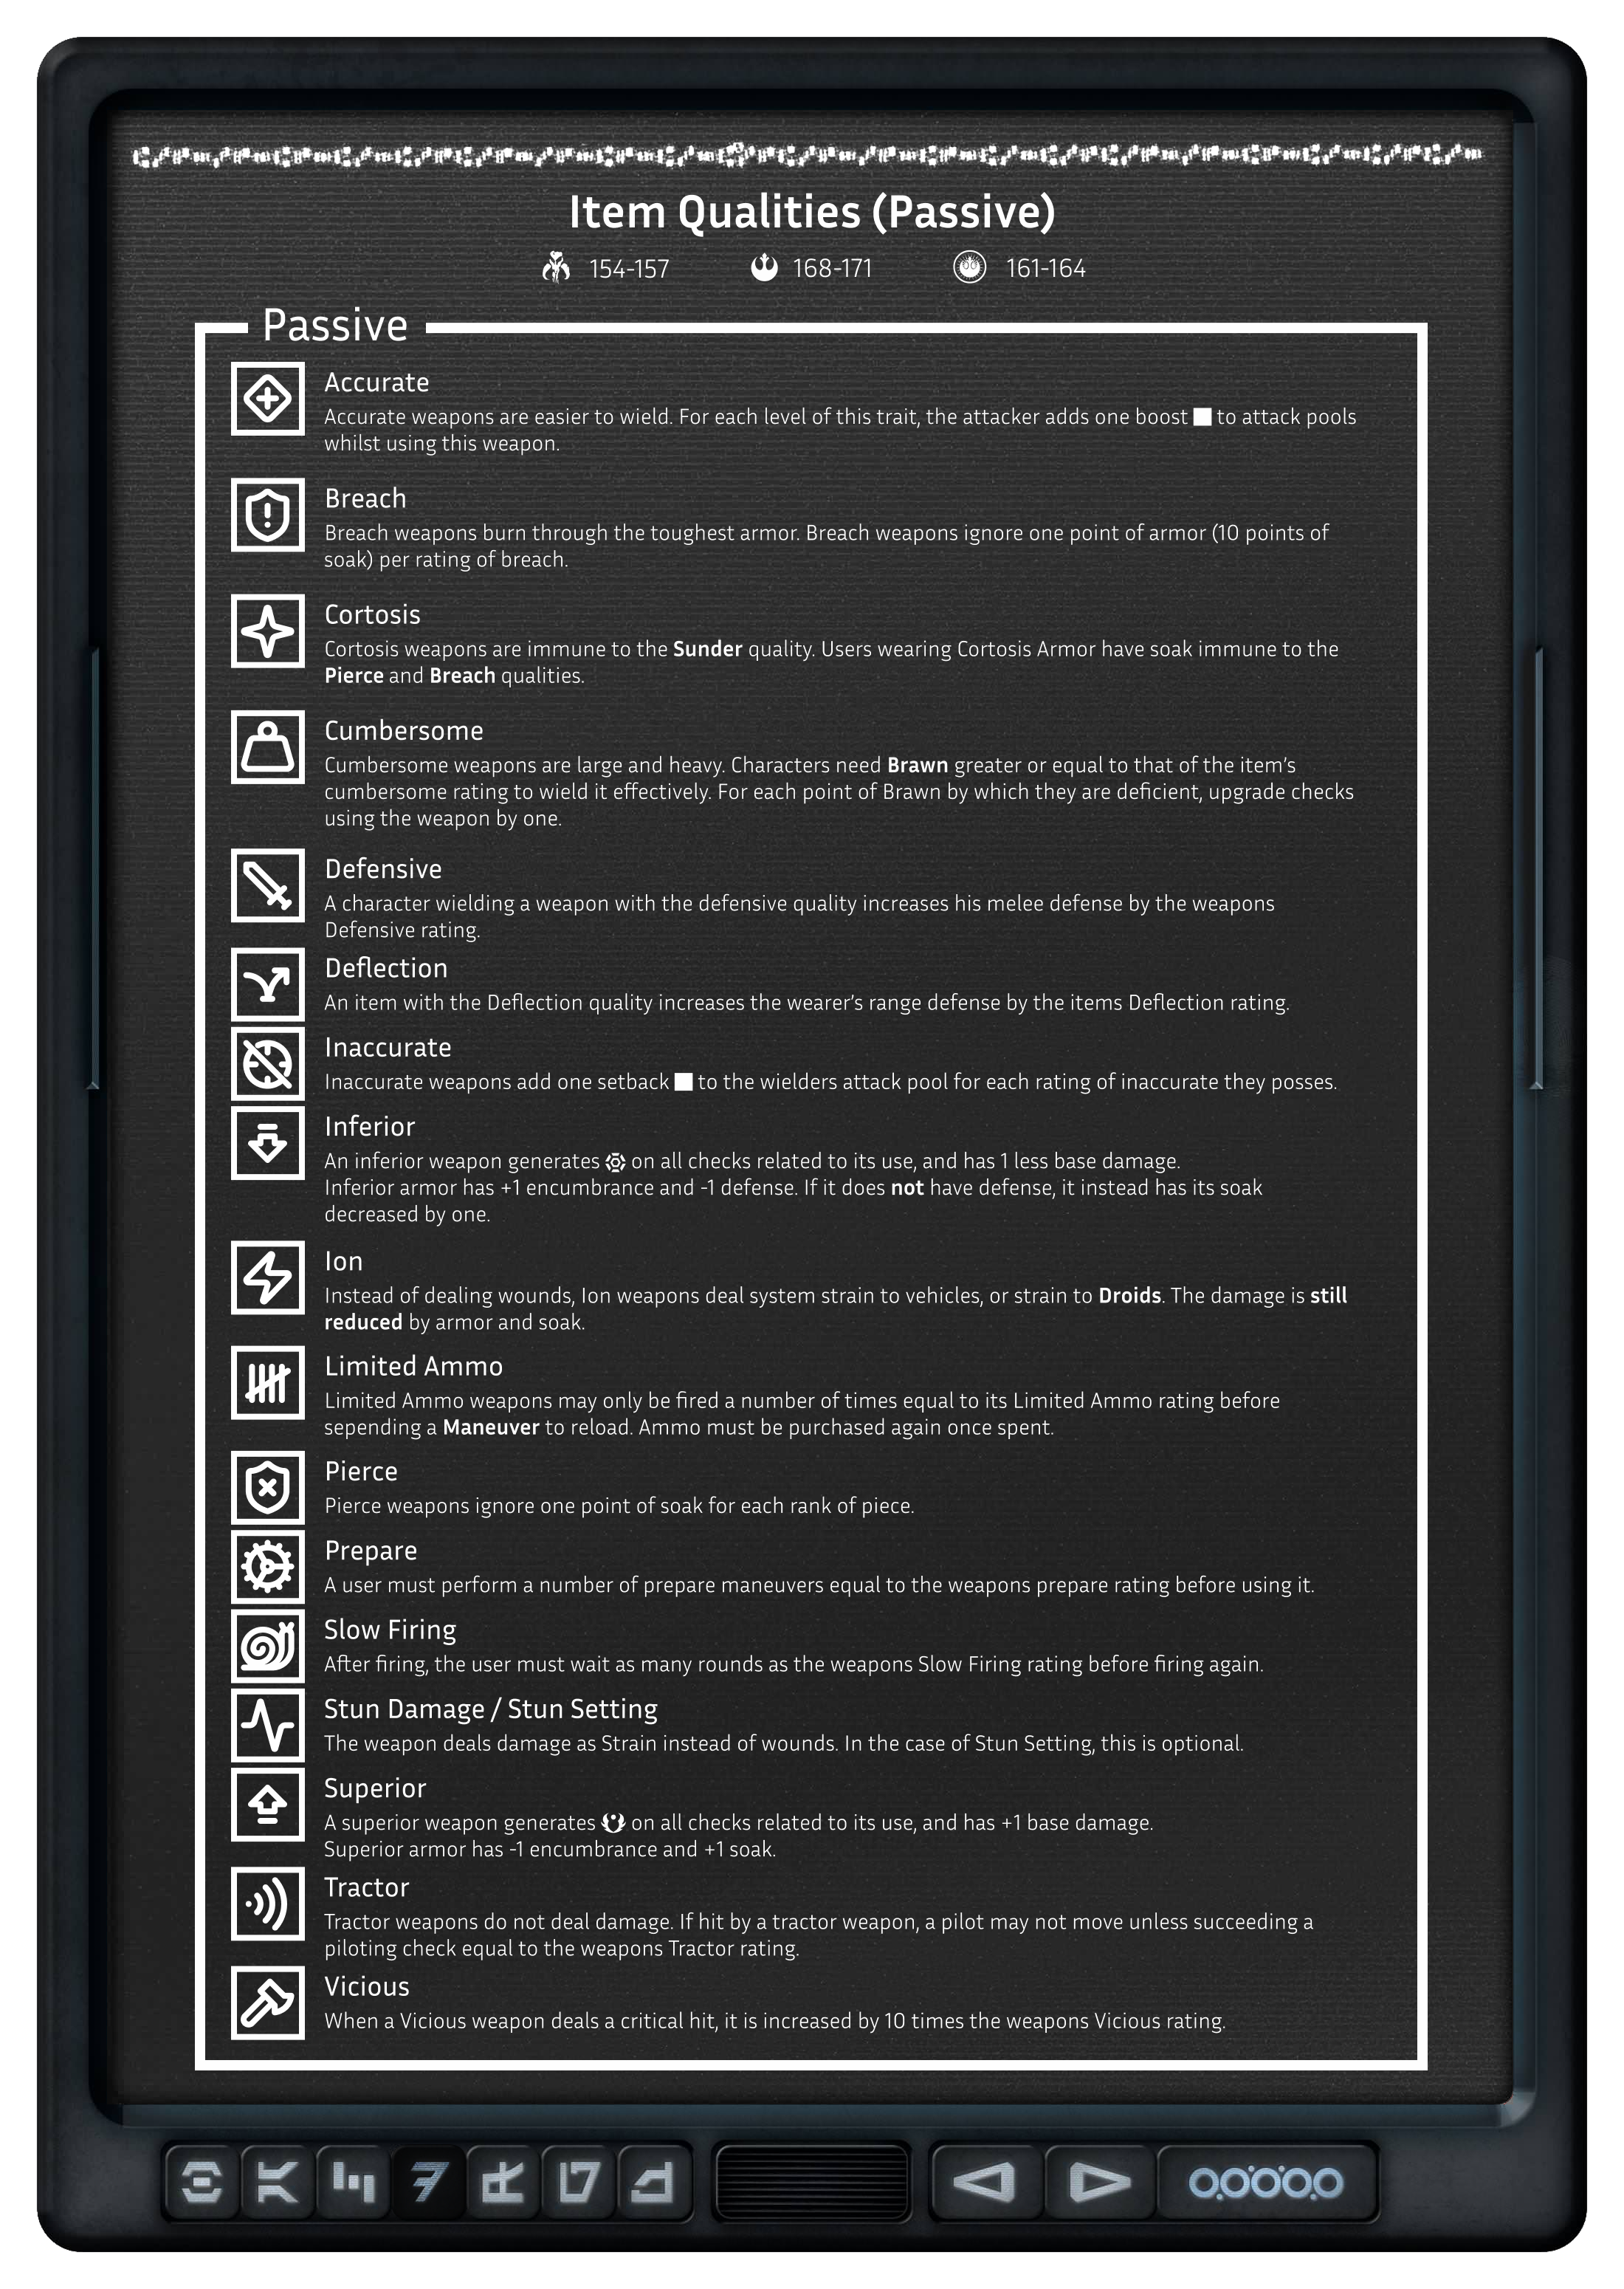 Item Qualities (Passive)
154-157 168-171 161-164
Passive
Accurate
Accurate weapons are easier to wield. For each level of this trait, the attacker adds one boost to attack pools
whilst using this weapon.
Breach
Breach weapons burn through the toughest armor. Breach weapons ignore one point of armor (10 points of
soak) per rating of breach.
Cortosis
Cortosis weapons are immune to the Sunder quality. Users wearing Cortosis Armor have soak immune to the
Pierce and Breach qualities.
Cumbersome
Cumbersome weapons are large and heavy. Characters need Brawn greater or equal to that of the item's
cumbersome rating to wield it effectively. For each point of Brawn by which they are deficient, upgrade checks
using the weapon by one.
Defensive
A character wielding a weapon with the defensive quality increases his melee defense by the weapons
Defensive rating.
Deflection
An item with the Deflection quality increases the wearer's range defense by the items Deflection rating.
Inaccurate
Inaccurate weapons add one setback to the wielders attack pool for each rating of inaccurate they posses.
Inferior
An inferior weapon generates on all checks related to its use, and has 1 less base damage.
Inferior armor has +1 encumbrance and -1 defense. If it does not have defense, it instead has its soak
decreased by one.
Ion
Instead of dealing wounds, Ion weapons deal system strain to vehicles, or strain to Droids. The damage is still
reduced by armor and soak.
Limited Ammo
Limited Ammo weapons may only be fired a number of times equal to its Limited Ammo rating before
sepending a Maneuver to reload. Ammo must be purchased again once spent.
Pierce
Pierce weapons ignore one point of soak for each rank of piece.
Prepare
A user must perform a number of prepare maneuvers equal to the weapons prepare rating before using it.
Slow Firing
After firing, the user must wait as many rounds as the weapons Slow Firing rating before firing again.
Stun Damage / Stun Setting
The weapon deals damage as Strain instead of wounds. In the case of Stun Setting, this is optional.
Superior
A superior weapon generates on all checks related to its use, and has +1 base damage.
Superior armor has -1 encumbrance and +1 soak.
Tractor
Tractor weapons do not deal damage. If hit by a tractor weapon, a pilot may not move unless succeeding a
piloting check equal to the weapons Tractor rating.
Vicious
When a Vicious weapon deals a critical hit, it is increased by 10 times the weapons Vicious rating.